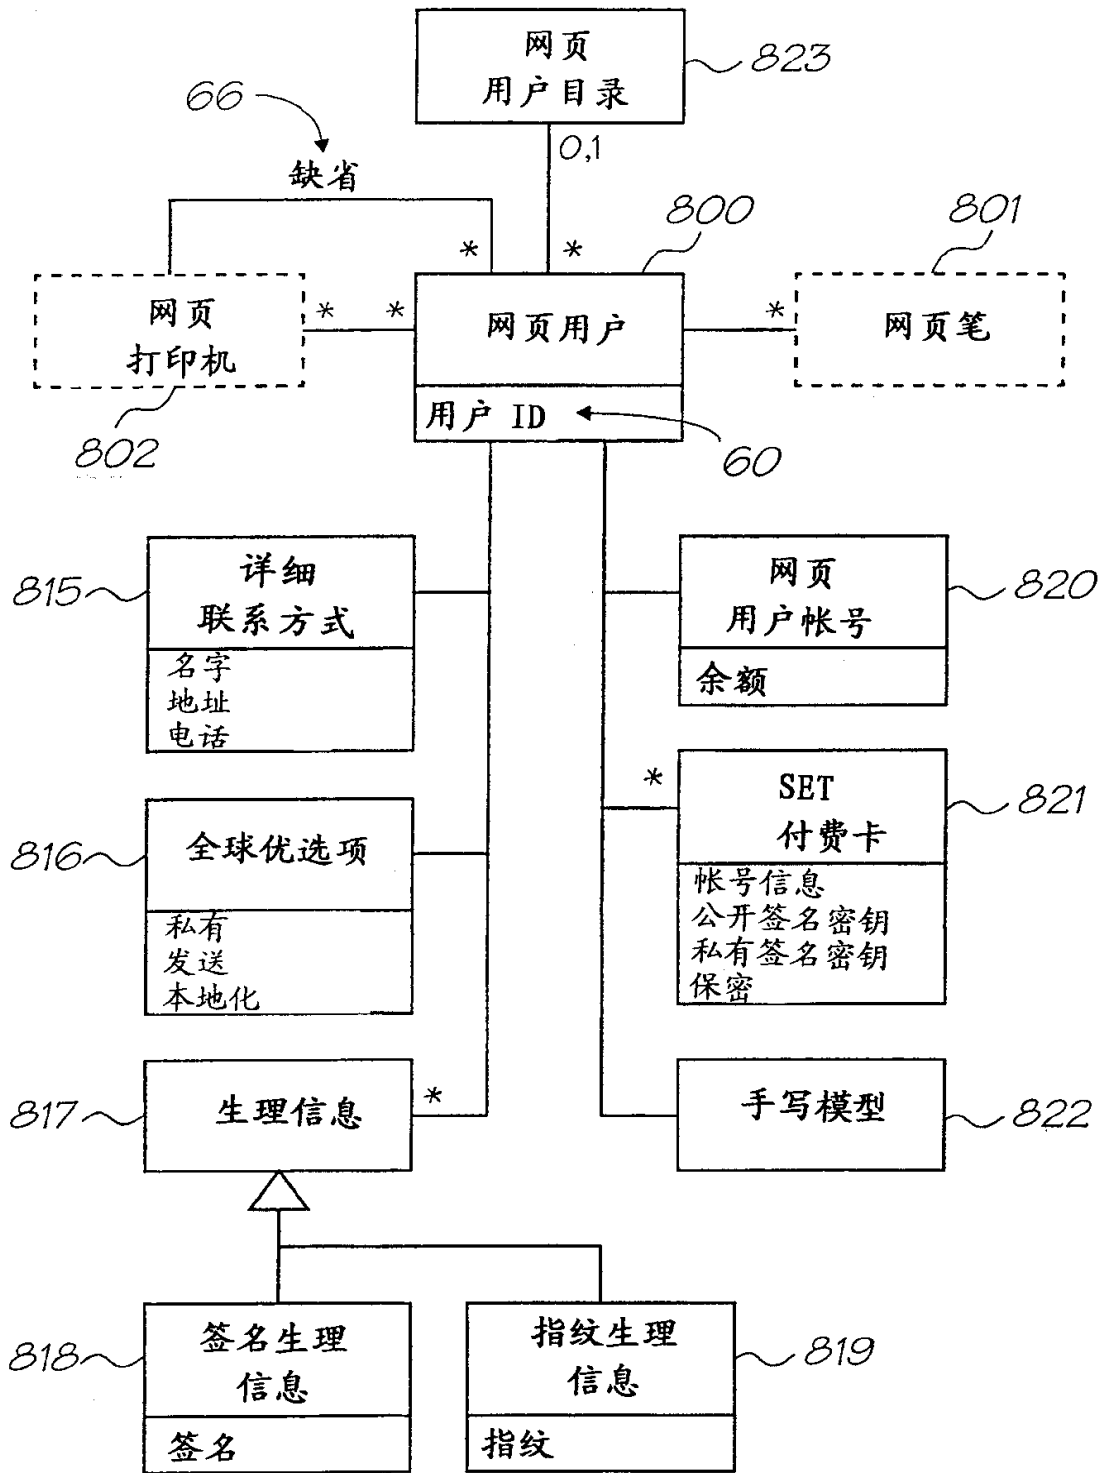 网页
用户目录
823
66
缺省
0,1
*
*
800
801
网页
打印机
*
*
网页用户
*
网页笔
802
用户 ID
60
815
详细
联系方式
名字
地址
电话
网页
用户帐号
余额
820
816
全球优选项
私有
发送
本地化
*
SET
付费卡
帐号信息
公开签名密钥
私有签名密钥
保密
821
817
生理信息
*
手写模型
822
818
签名生理
信息
签名
指纹生理
信息
指纹
819